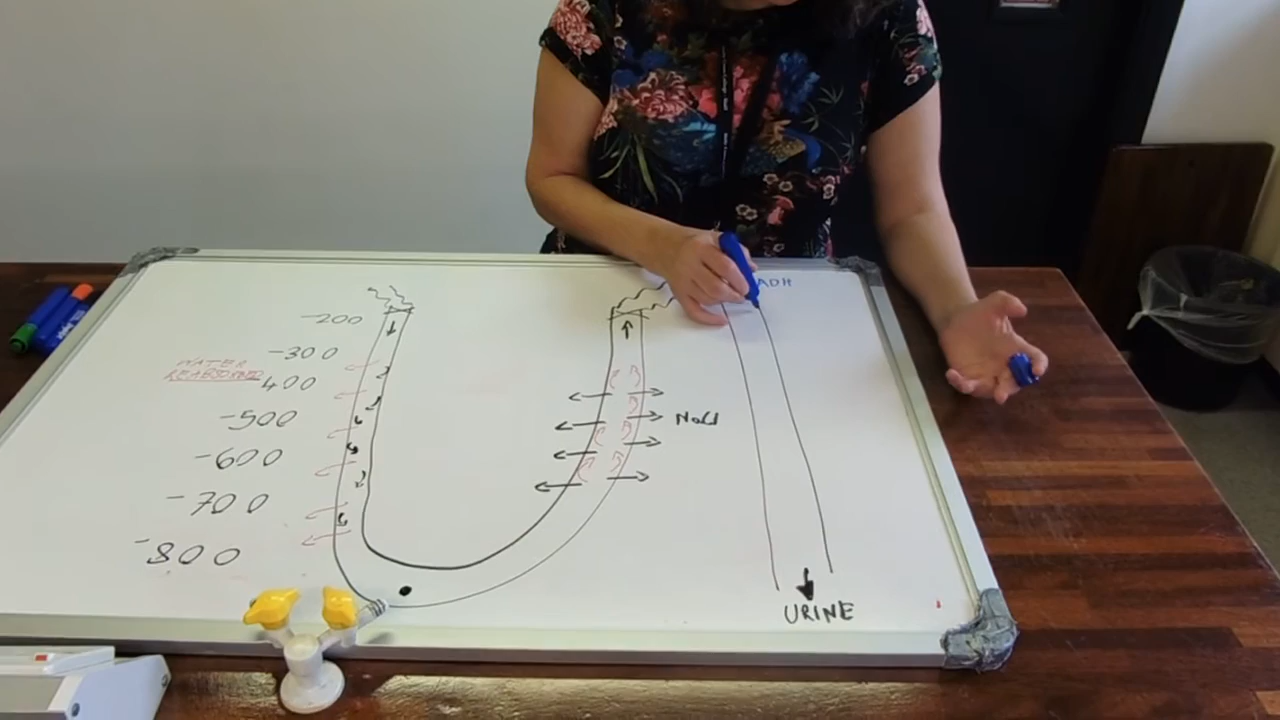 ADH
-200
-300
WATER
REABSORBED
400
-500
NaCl
-600
-700
-800
URINE